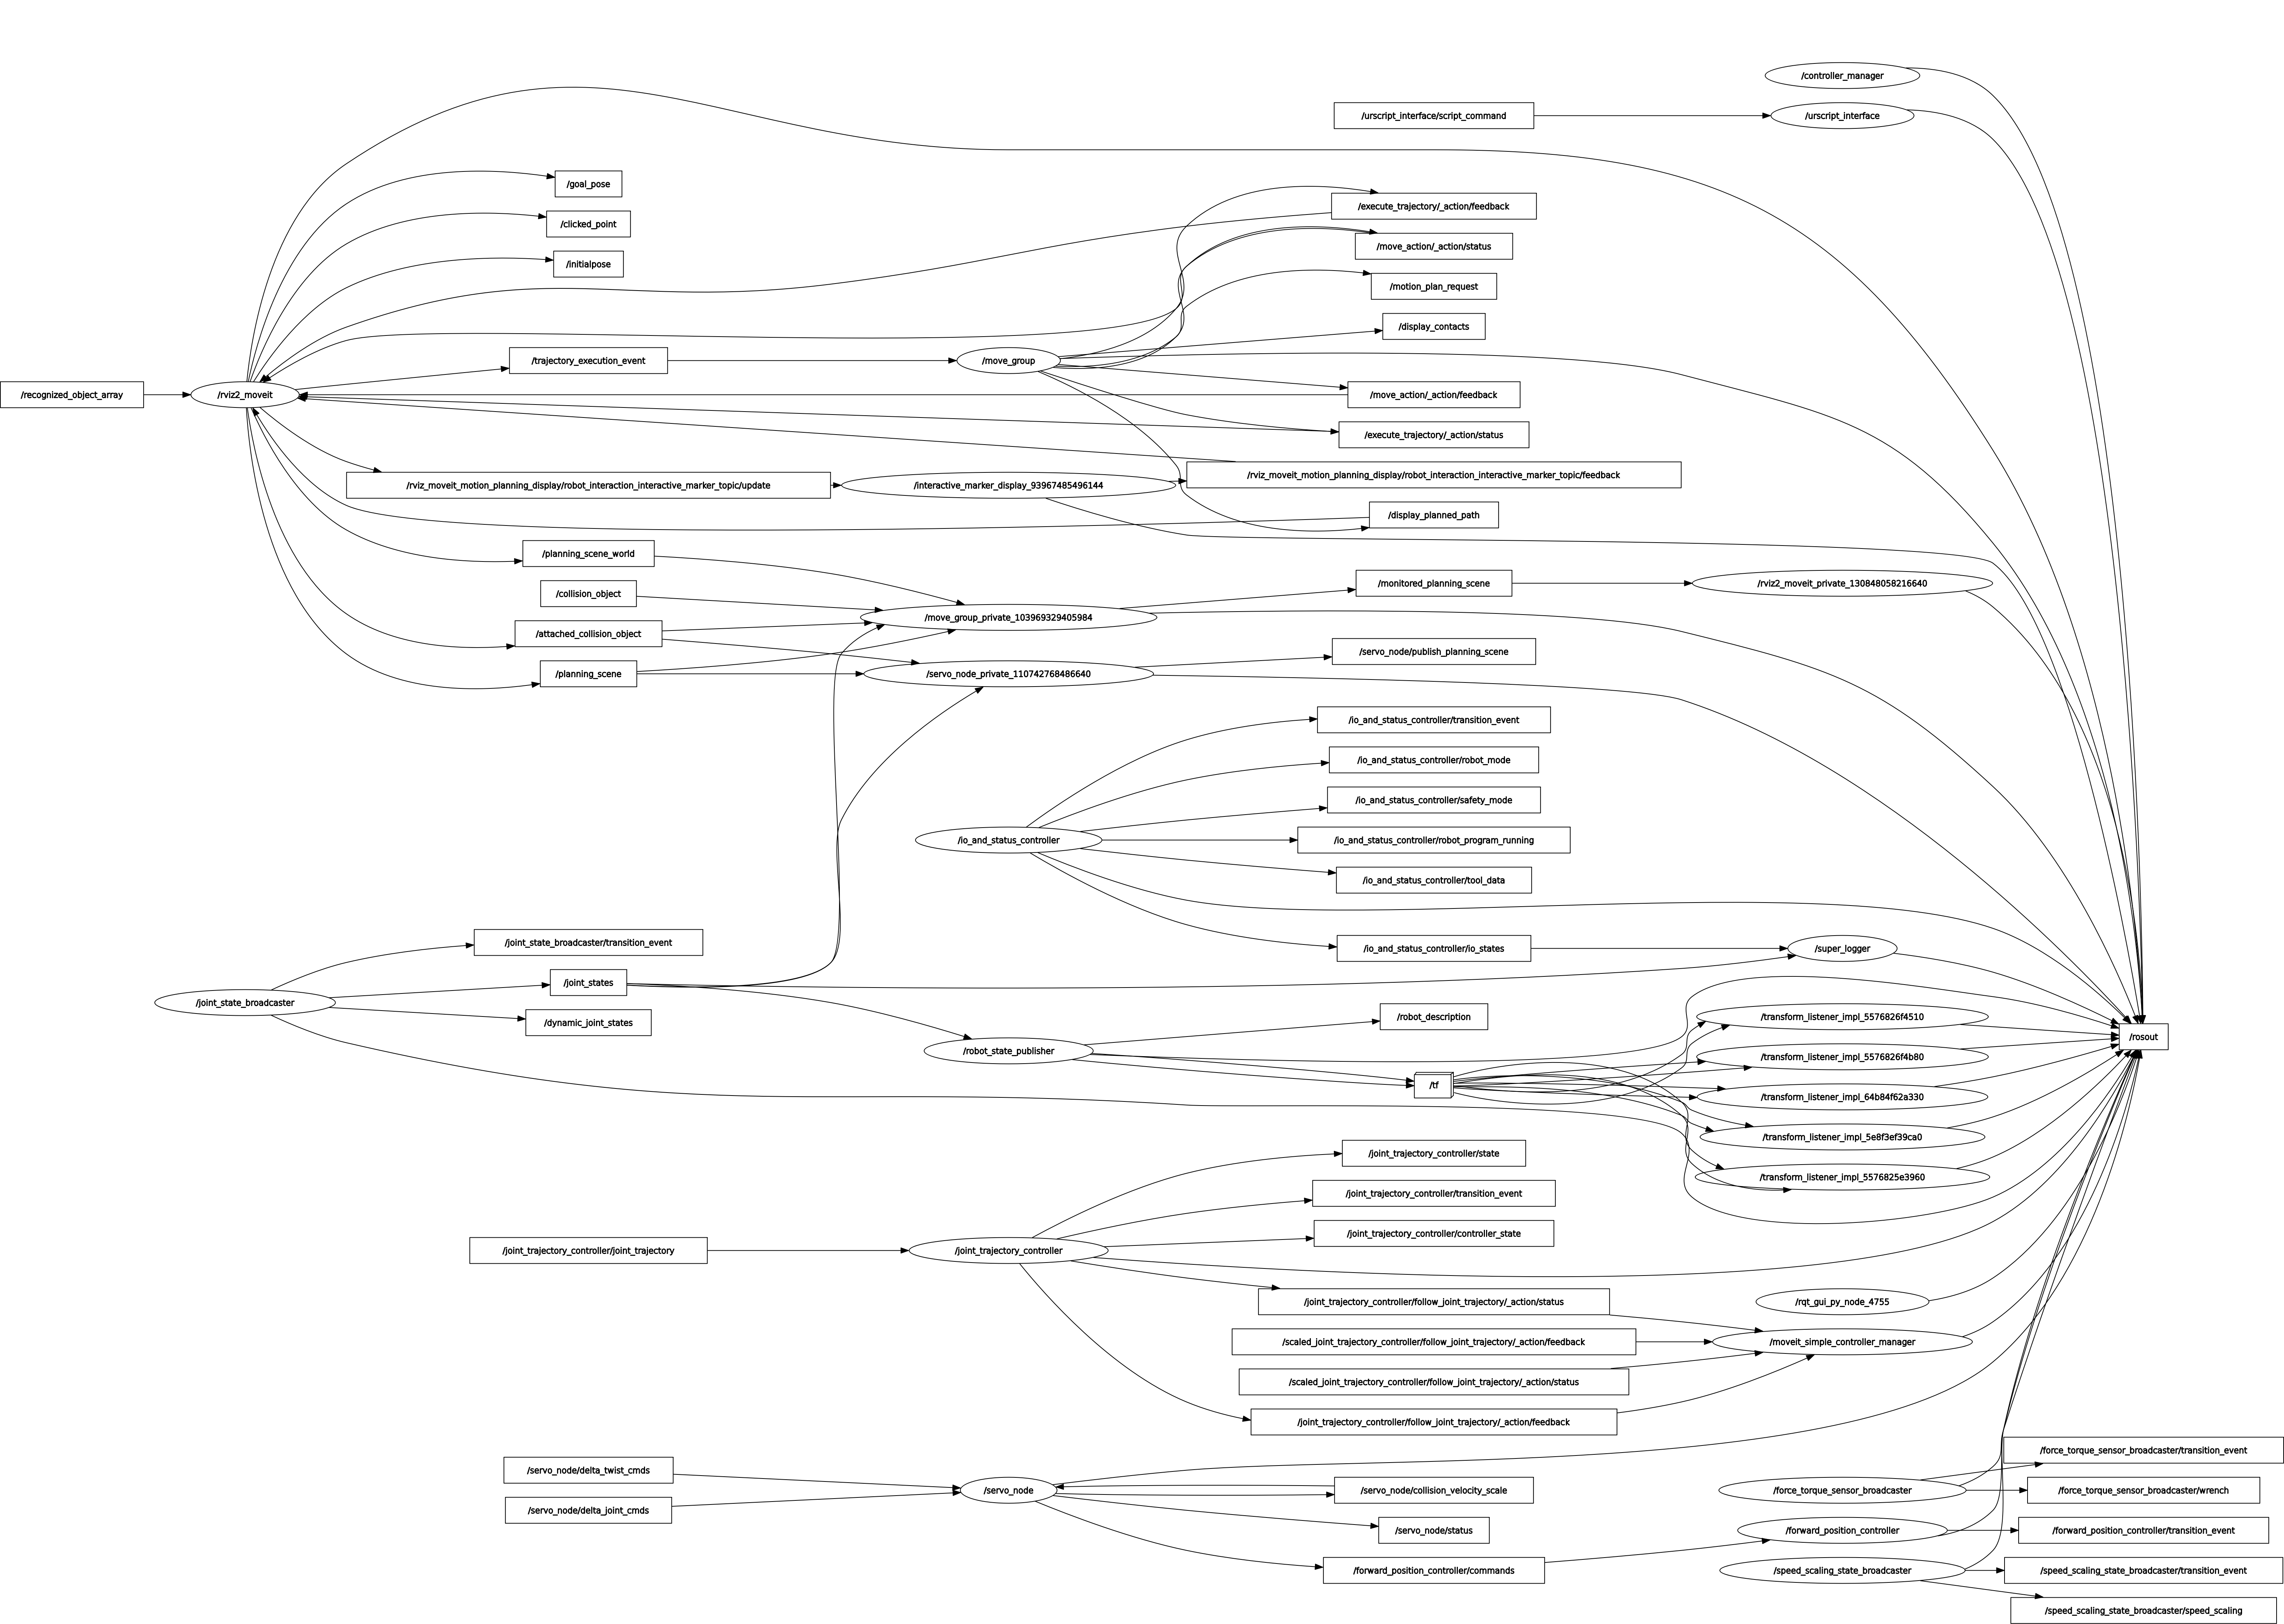 /controller_manager
/urscript_interface/script_command
/urscript_interface
/goal_pose
/execute_trajectory/_action/feedback
/clicked_point
/move_action/_action/status
/initialpose
/motion_plan_request
/display_contacts
/trajectory_execution_event
/move_group
/recognized_object_array
/rviz2_moveit
/move_action/_action/feedback
/execute_trajectory/_action/status
/rviz_moveit_motion_planning_display/robot_interaction_interactive_marker_topic/update
/interactive_marker_display_93967485496144
/rviz_moveit_motion_planning_display/robot_interaction_interactive_marker_topic/feedback
/display_planned_path
/planning_scene_world
/monitored_planning_scene
/rviz2_moveit_private_130848058216640
/collision_object
/move_group_private_103969329405984
/attached_collision_object
/servo_node/publish_planning_scene
/planning_scene
/servo_node_private_110742768486640
/io_and_status_controller/transition_event
/io_and_status_controller/robot_mode
/io_and_status_controller/safety_mode
/io_and_status_controller
/io_and_status_controller/robot_program_running
/io_and_status_controller/tool_data
/joint_state_broadcaster/transition_event
/io_and_status_controller/io_states
/super_logger
/joint_states
/joint_state_broadcaster
/dynamic_joint_states
/robot_description
/transform_listener_impl_5576826f4510
/rosout
/robot_state_publisher
/transform_listener_impl_5576826f4b80
/tf
/transform_listener_impl_64b84f62a330
/transform_listener_impl_5e8f3ef39ca0
/joint_trajectory_controller/state
/transform_listener_impl_5576825e3960
/joint_trajectory_controller/transition_event
/joint_trajectory_controller/controller_state
/joint_trajectory_controller/joint_trajectory
/joint_trajectory_controller
/joint_trajectory_controller/follow_joint_trajectory/_action/status
/rqt_gui_py_node_4755
/scaled_joint_trajectory_controller/follow_joint_trajectory/_action/feedback
/moveit_simple_controller_manager
/scaled_joint_trajectory_controller/follow_joint_trajectory/_action/status
/joint_trajectory_controller/follow_joint_trajectory/_action/feedback
/force_torque_sensor_broadcaster/transition_event
/servo_node/delta_twist_cmds
/servo_node
/servo_node/collision_velocity_scale
/force_torque_sensor_broadcaster
/force_torque_sensor_broadcaster/wrench
/servo_node/delta_joint_cmds
/servo_node/status
/forward_position_controller
/forward_position_controller/transition_event
/forward_position_controller/commands
/speed_scaling_state_broadcaster
/speed_scaling_state_broadcaster/transition_event
/speed_scaling_state_broadcaster/speed_scaling